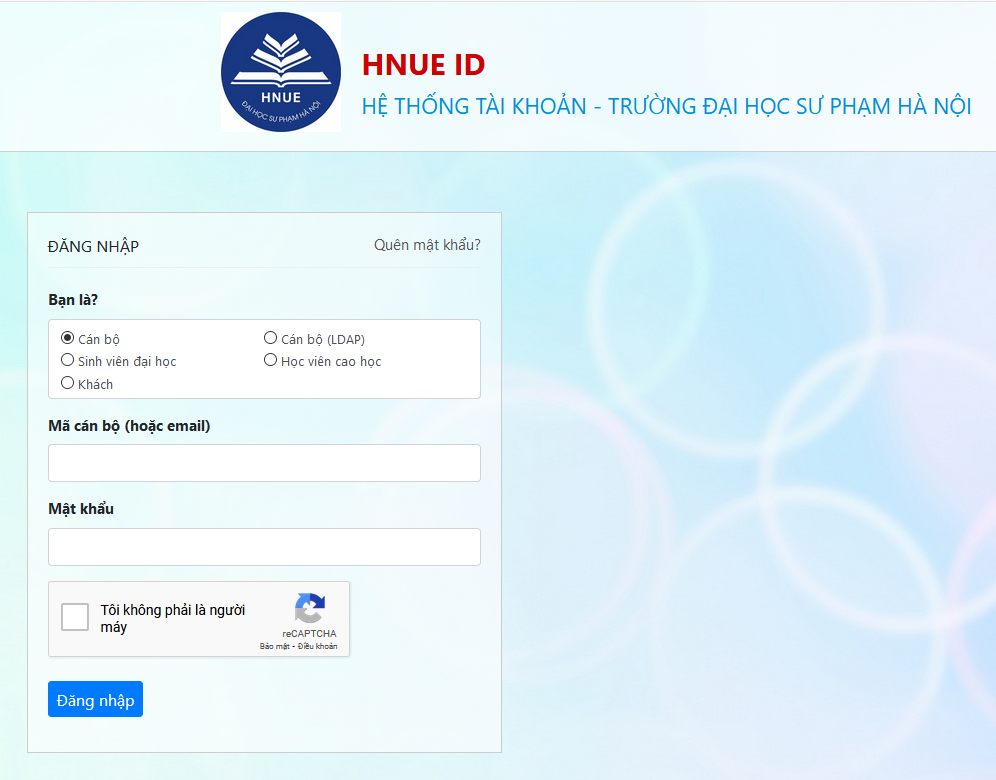 HNUE
ĐẠI HỌC SƯ PHẠM HÀ NỘI
HNUE ID
HỆ THỐNG TÀI KHOẢN - TRƯỜNG ĐẠI HỌC SƯ PHẠM HÀ NỘI
ĐĂNG NHẬP
Quên mật khẩu?
Bạn là?
Cán bộ
Cán bộ (LDAP)
Sinh viên đại học
Học viên cao học
Khách
Mã cán bộ (hoặc email)
Mật khẩu
Tôi không phải là người
máy
reCAPTCHA
Bảo mật - Điều khoản
Đăng nhập